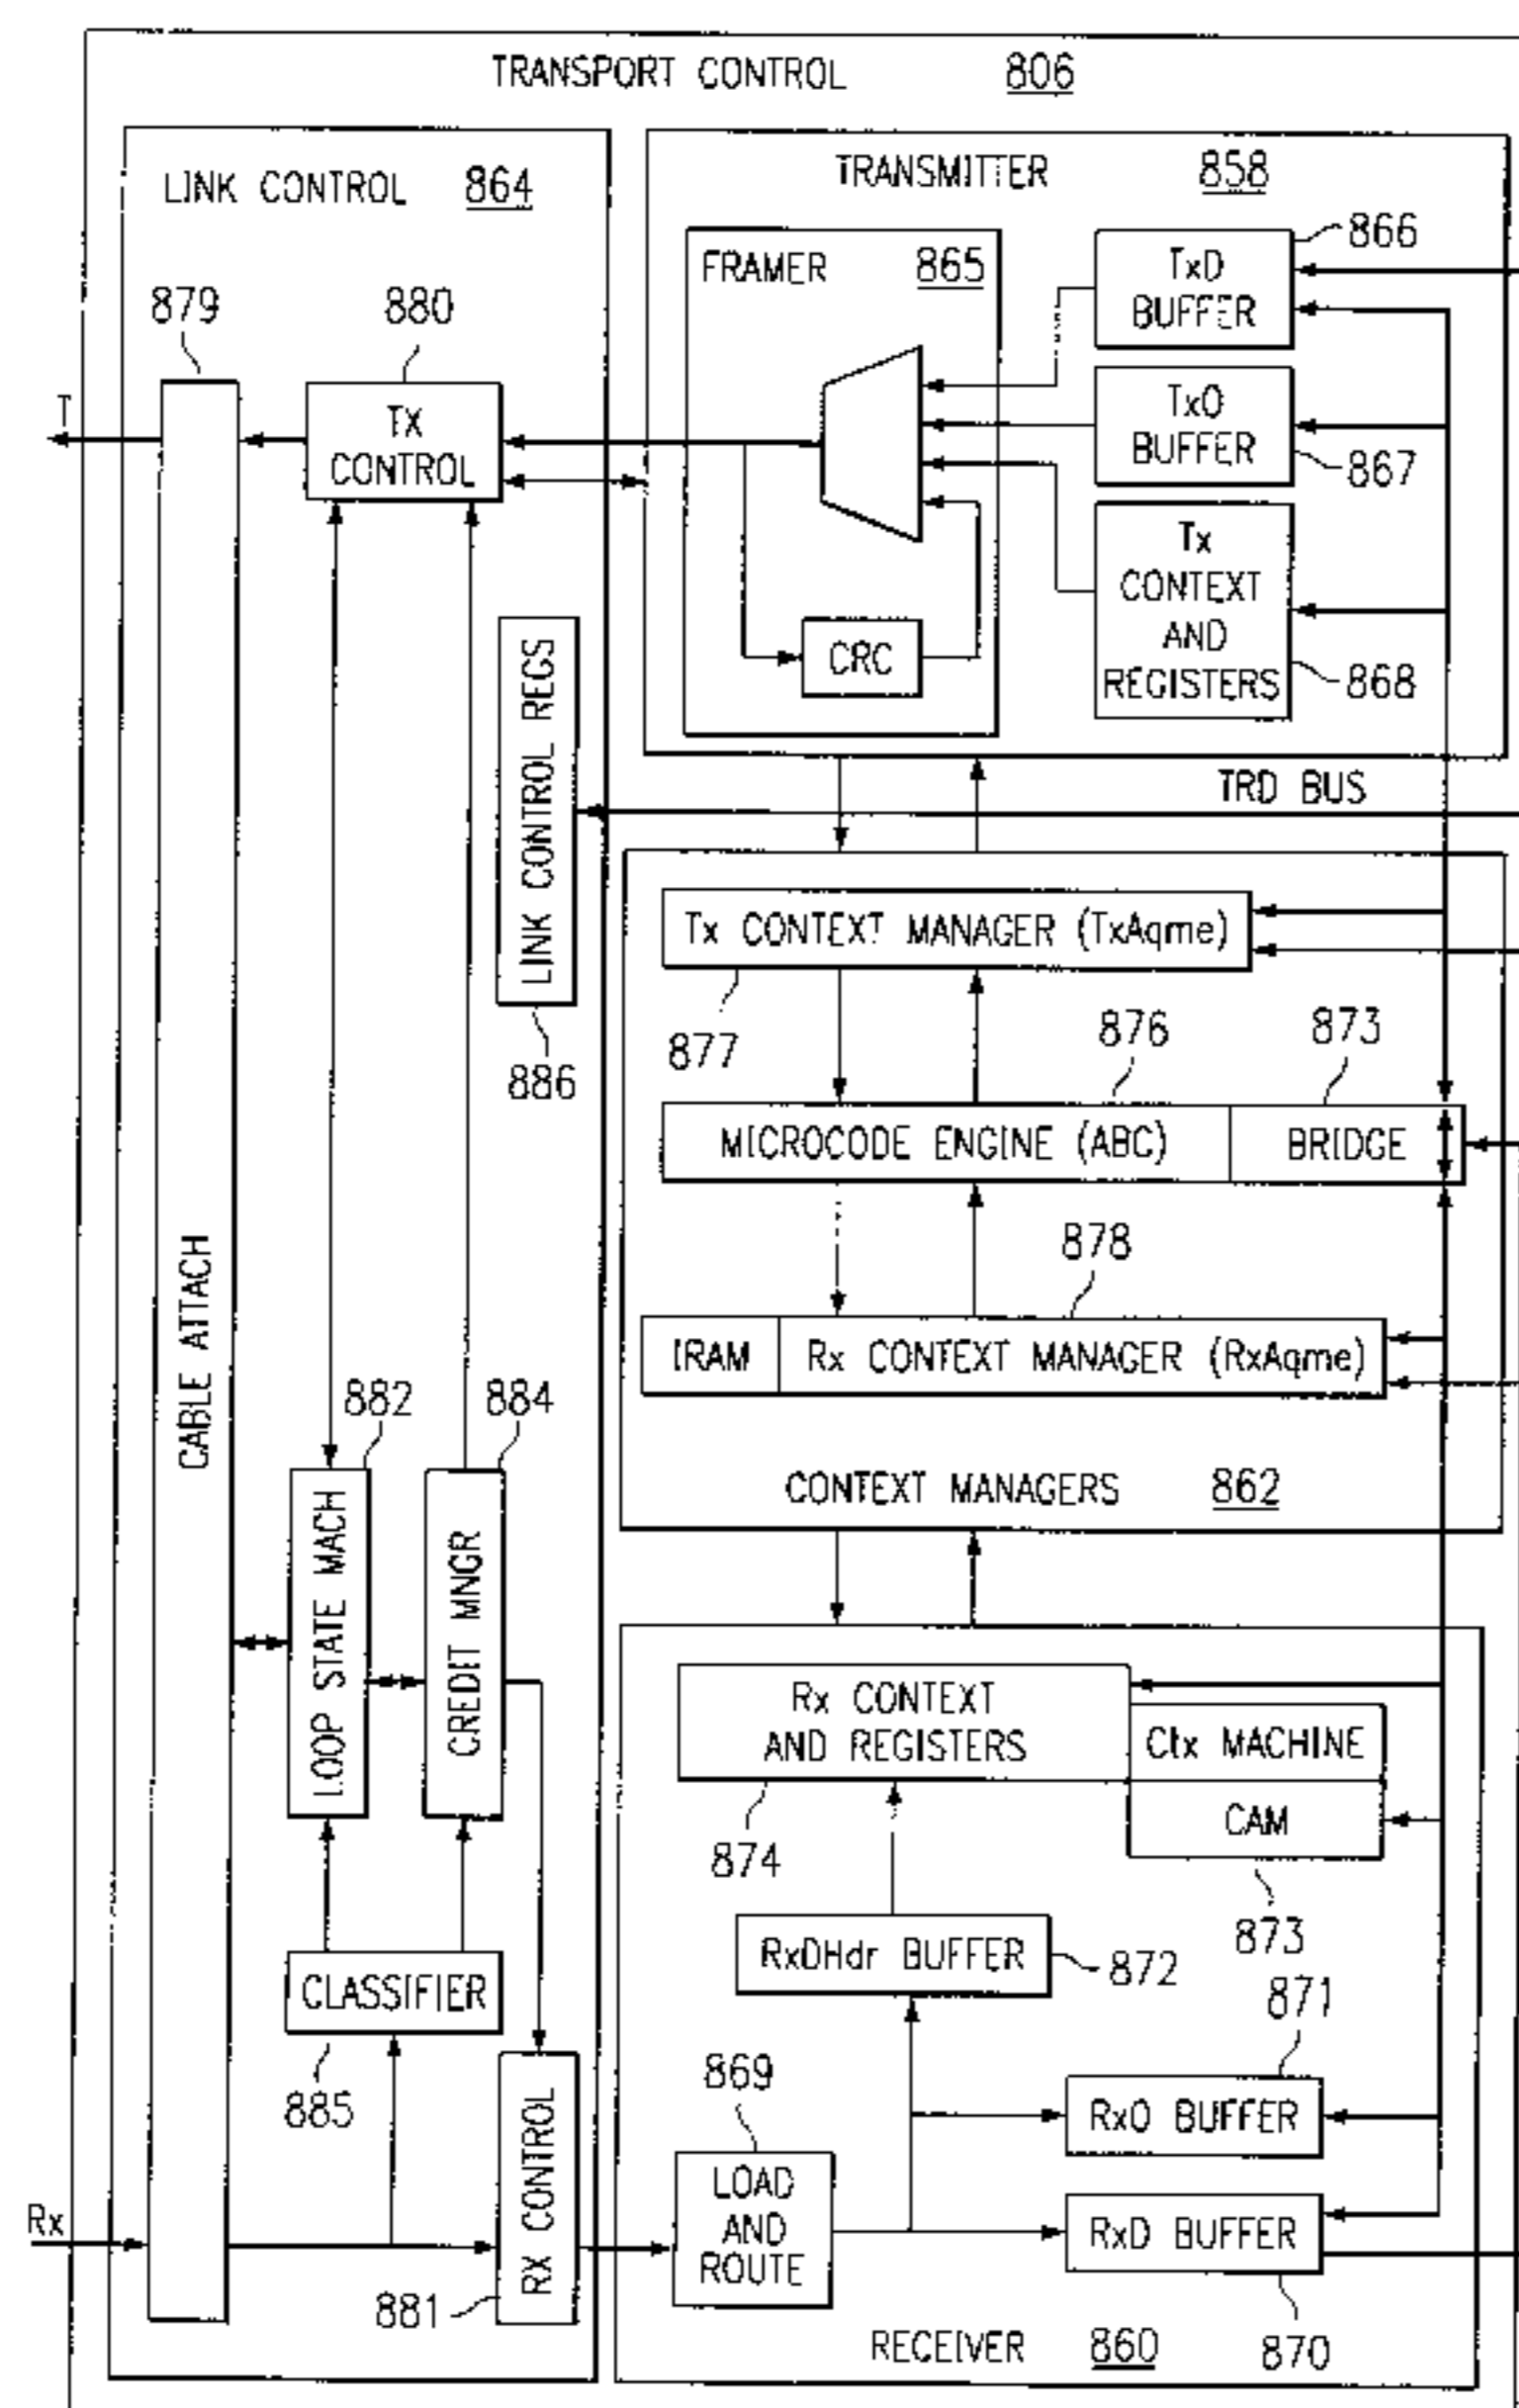 TRANSPORT CONTROL 806
LINK CONTROL 864
TRANSMITTER 858
FRAMER 865
TxD
BUFFER
866
879
880
T
TX
CONTROL
TxO
BUFFER
867
Tx
CONTEXT
AND
REGISTERS
868
CRC
LINK CONTROL REGS
886
TRD BUS
Tx CONTEXT MANAGER (TxAqme)
877
876
873
MICROCODE ENGINE (ABC)
BRIDGE
878
IRAM
Rx CONTEXT MANAGER (RxAqme)
CONTEXT MANAGERS 862
CABLE ATTACH
882
884
LOOP STATE MACH
CREDIT MNGR
Rx CONTEXT
AND REGISTERS
874
Ctx MACHINE
CAM
873
RxDHdr BUFFER
872
CLASSIFIER
885
871
RxO BUFFER
869
LOAD
AND
ROUTE
RxD BUFFER
870
Rx
RX CONTROL
881
RECEIVER 860